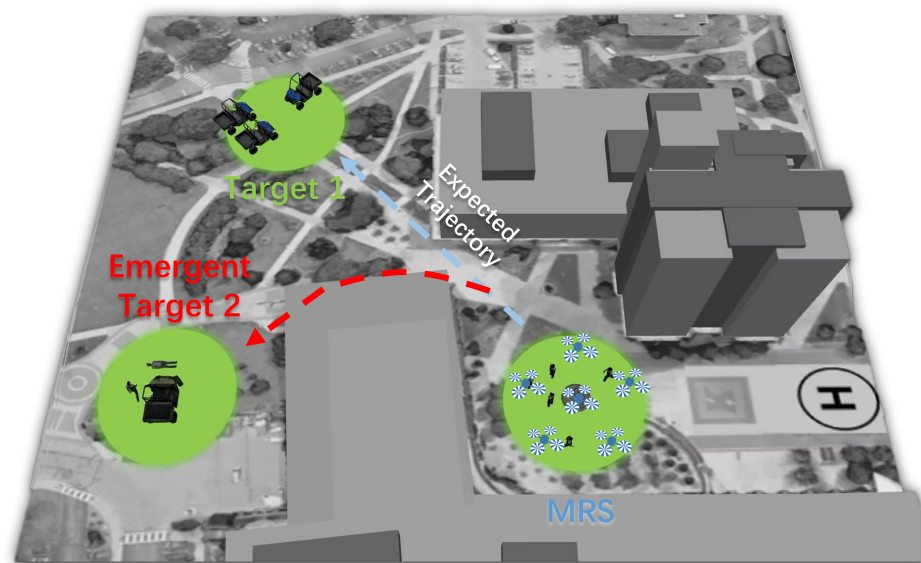 Target 1
Expected
Trajectory
Emergent
Target 2
H
MRS